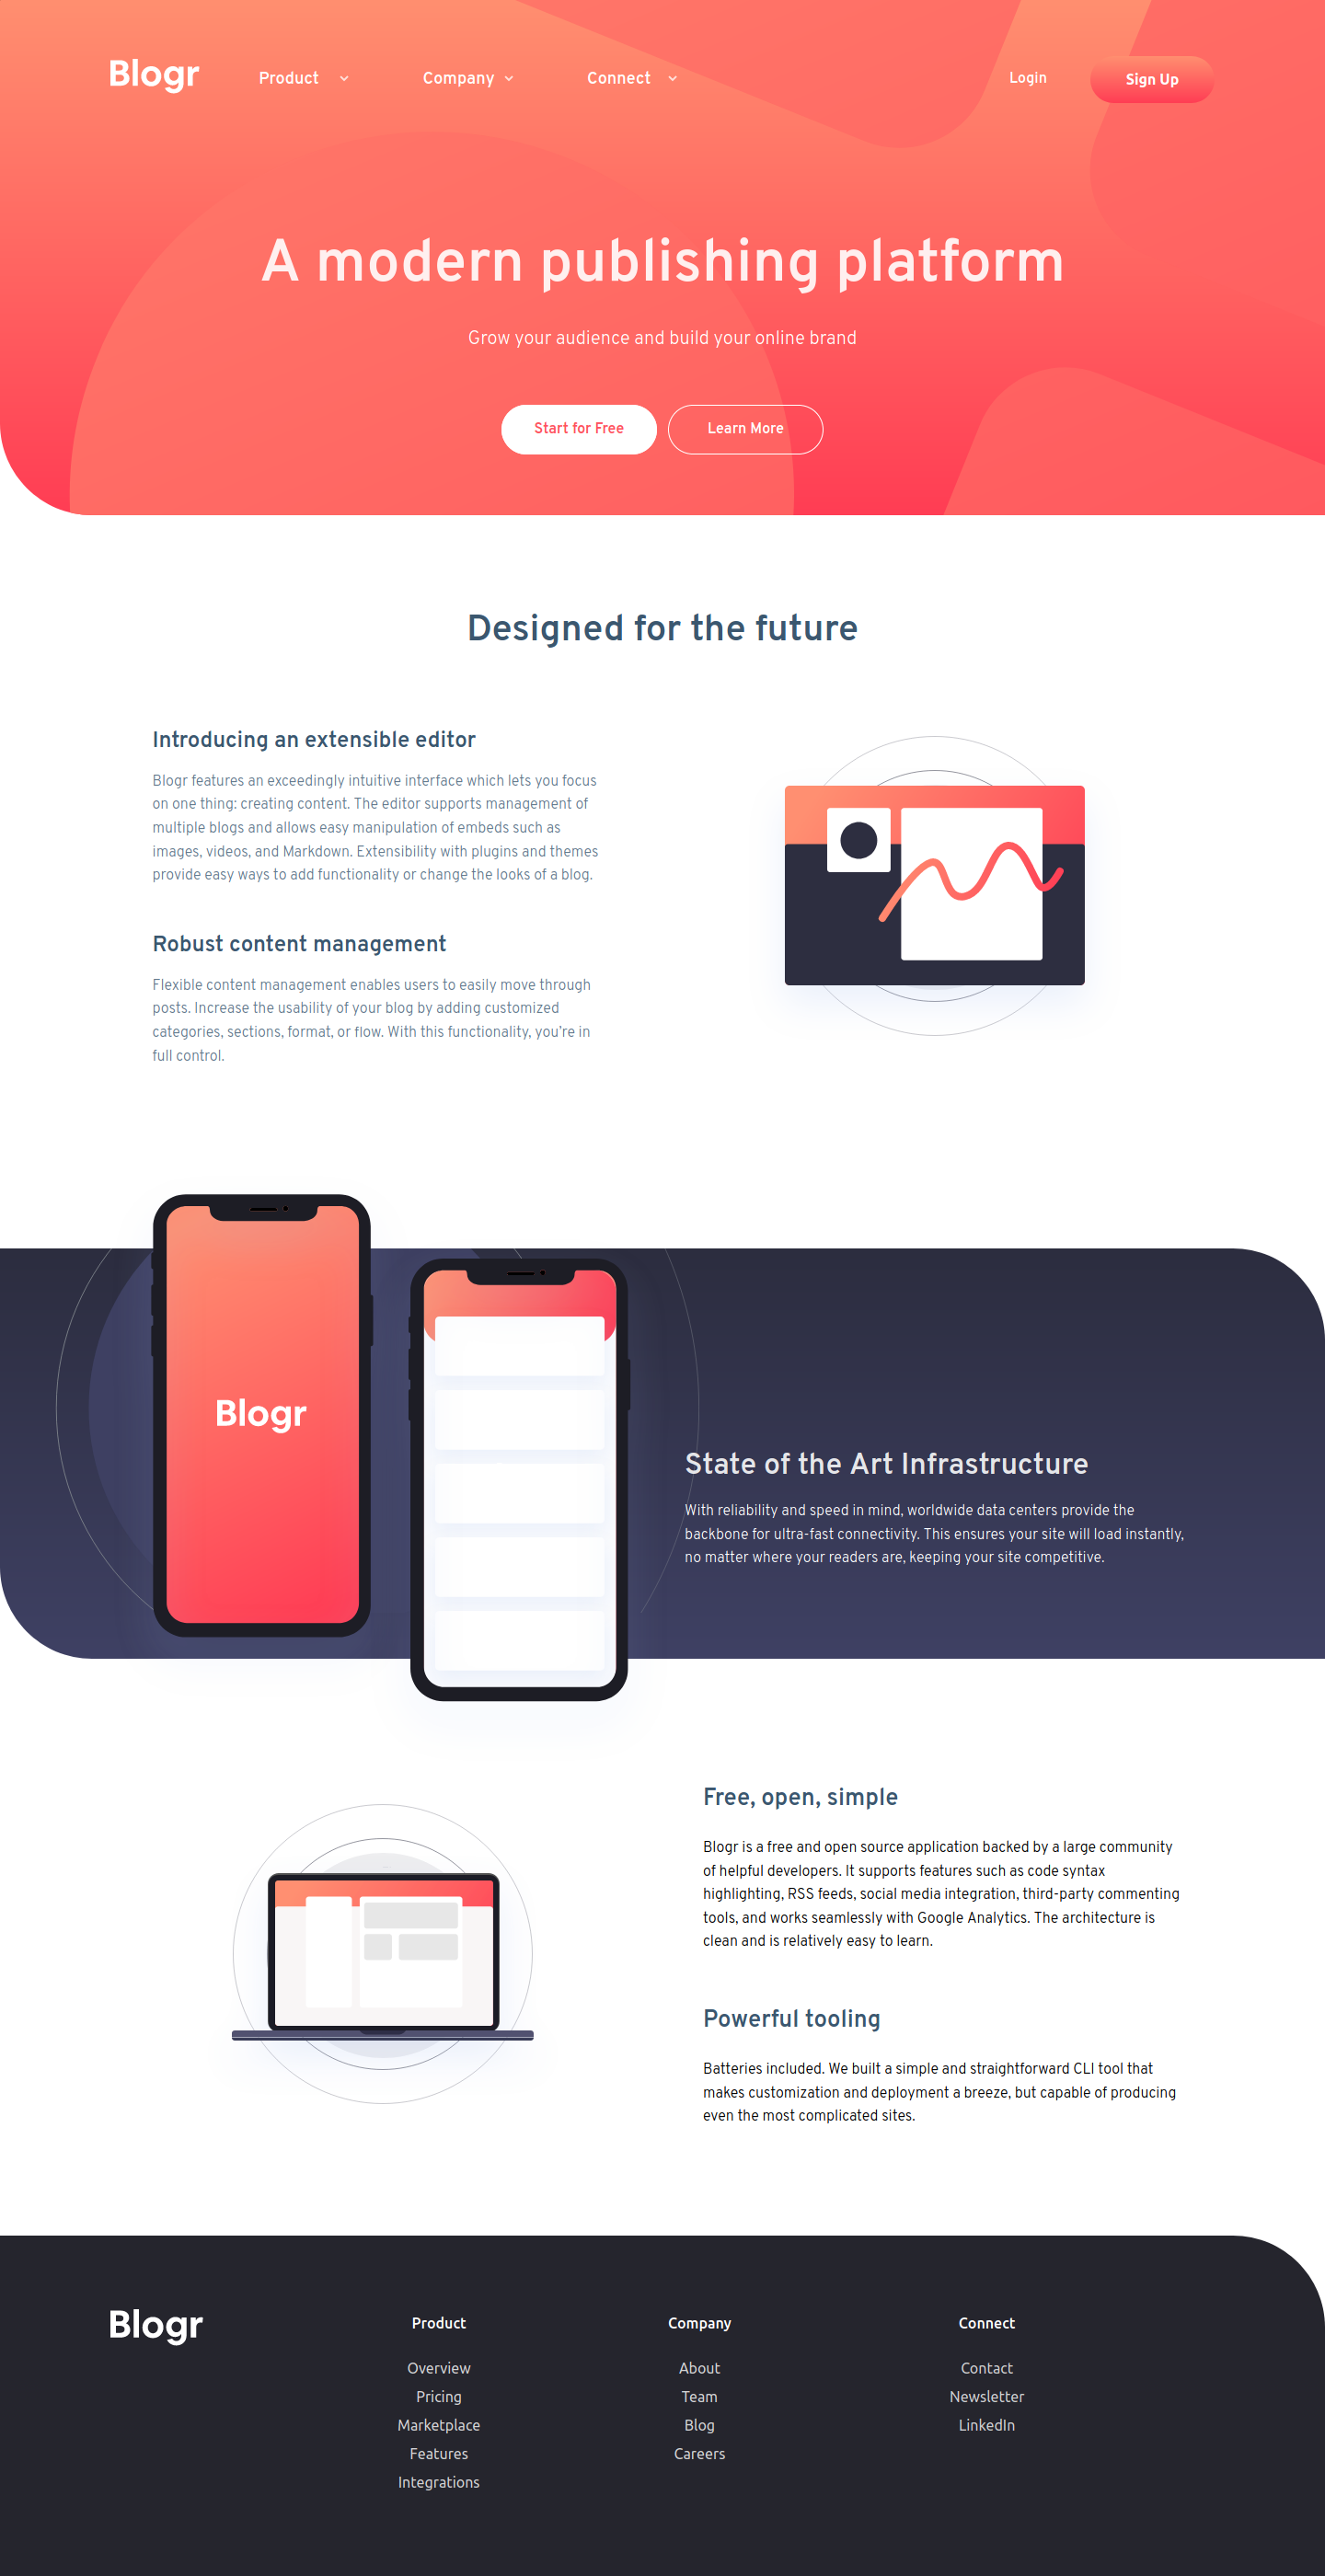 Blogr
Product
Company
Connect
Login
Sign Up
A modern publishing platform
Grow your audience and build your online brand
Start for Free
Learn More
Designed for the future
Introducing an extensible editor
Blogr features an exceedingly intuitive interface which lets you focus
on one thing: creating content. The editor supports management of
multiple blogs and allows easy manipulation of embeds such as
images, videos, and Markdown. Extensibility with plugins and themes
provide easy ways to add functionality or change the looks of a blog.
Robust content management
Flexible content management enables users to easily move through
posts. Increase the usability of your blog by adding customized
categories, sections, format, or flow. With this functionality, you're in
full control.
Blogr
State of the Art Infrastructure
With reliability and speed in mind, worldwide data centers provide the
backbone for ultra-fast connectivity. This ensures your site will load instantly,
no matter where your readers are, keeping your site competitive.
Free, open, simple
Blogr is a free and open source application backed by a large community
of helpful developers. It supports features such as code syntax
highlighting, RSS feeds, social media integration, third-party commenting
tools, and works seamlessly with Google Analytics. The architecture is
clean and is relatively easy to learn.
Powerful tooling
Batteries included. We built a simple and straightforward CLI tool that
makes customization and deployment a breeze, but capable of producing
even the most complicated sites.
Blogr
Product
Overview
Pricing
Marketplace
Features
Integrations
Company
About
Team
Blog
Careers
Connect
Contact
Newsletter
LinkedIn